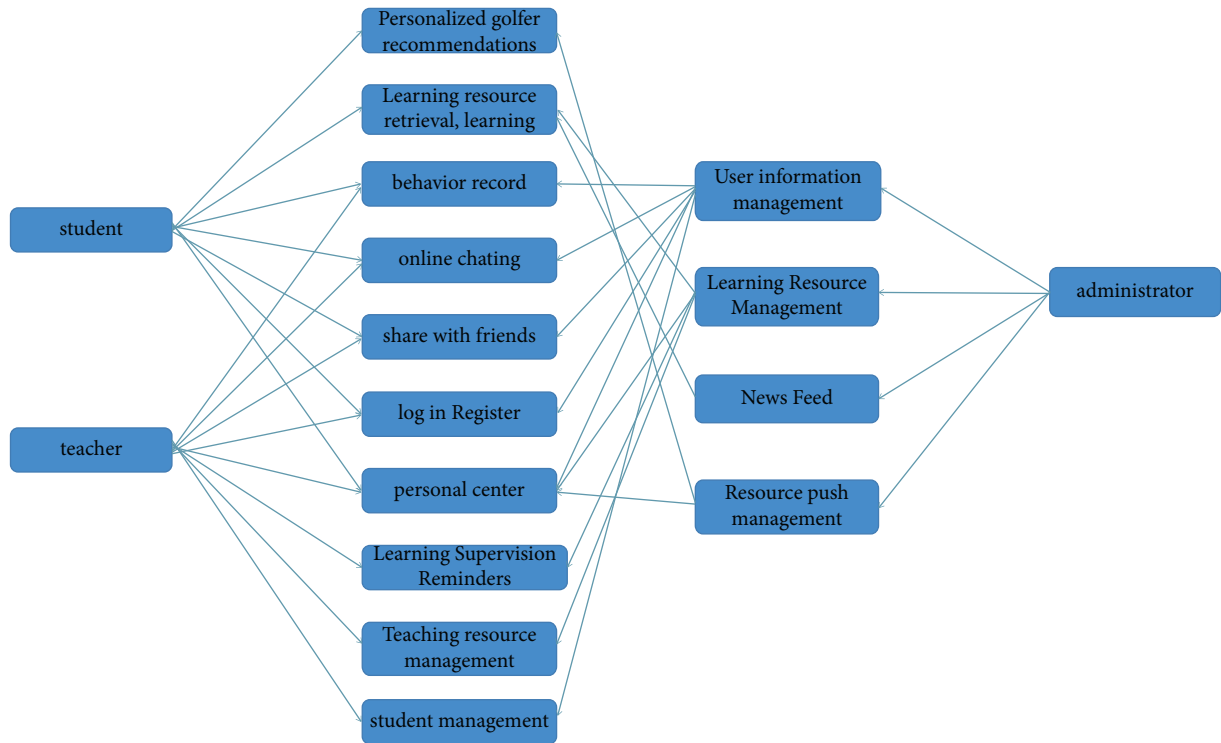 student
teacher
Personalized golfer
recommendations
Learning resource
retrieval, learning
behavior record
online chating
share with friends
log in Register
personal center
Learning Supervision
Reminders
Teaching resource
management
student management
User information
management
Learning Resource
Management
News Feed
Resource push
management
administrator